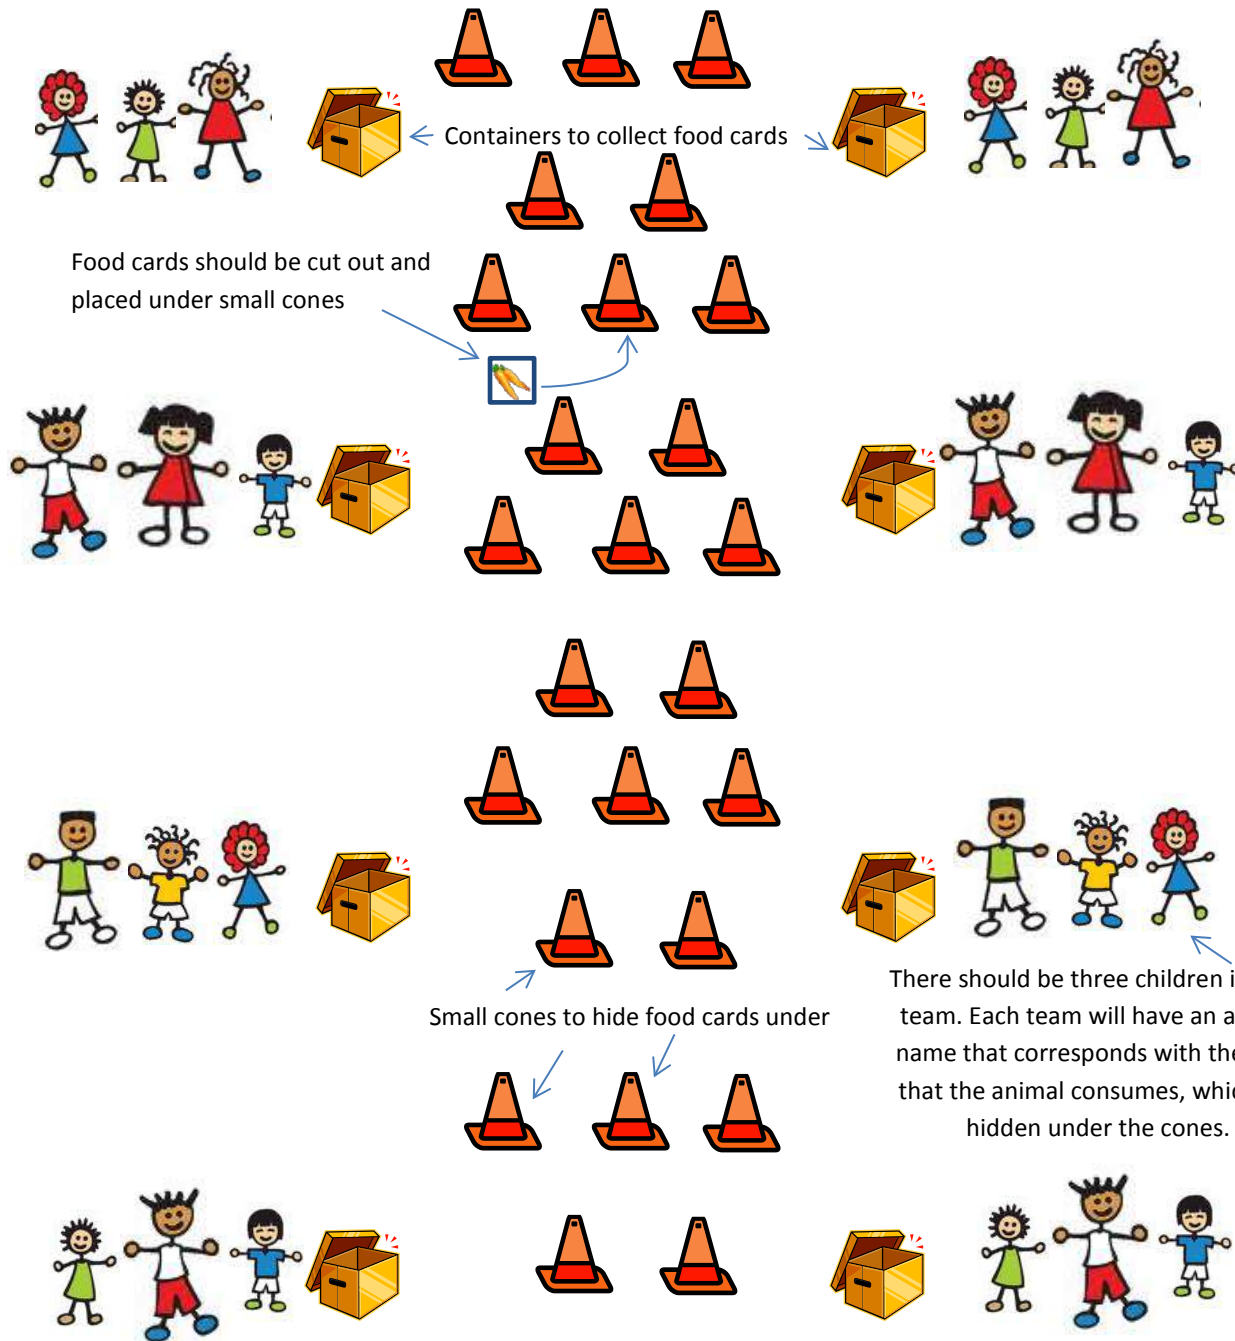 Containers to collect food cards
Food cards should be cut out and
placed under small cones
Small cones to hide food cards under
There should be three children
team. Each team will have an
name that corresponds with
that the animal consumes,
hidden under the cones.